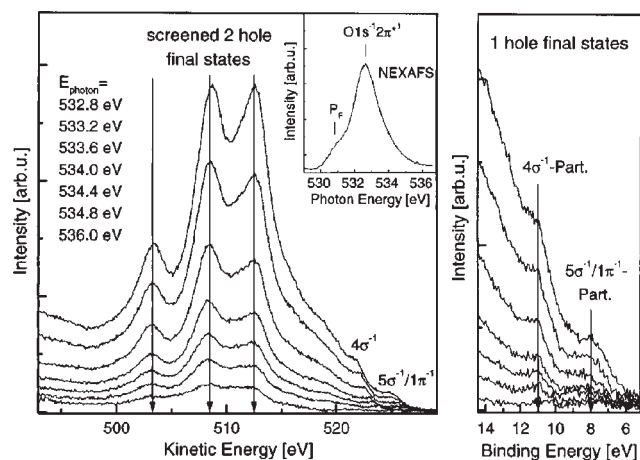 screened 2 hole
final states
E_photon=
532.8 eV
533.2 eV
533.6 eV
534.0 eV
534.4 eV
534.8 eV
536.0 eV
Intensity [arb.u.]
4σ⁻¹
5σ⁻¹/1π⁻¹
500 510 520
Kinetic Energy [eV]
O1s⁻¹2π*¹
NEXAFS
P_F
Intensity [arb.u.]
530 532 534 536
Photon Energy [eV]
1 hole final states
4σ⁻¹-Part.
5σ⁻¹/1π⁻¹-
Part.
Intensity [arb.u.]
14 12 10 8 6
Binding Energy [eV]